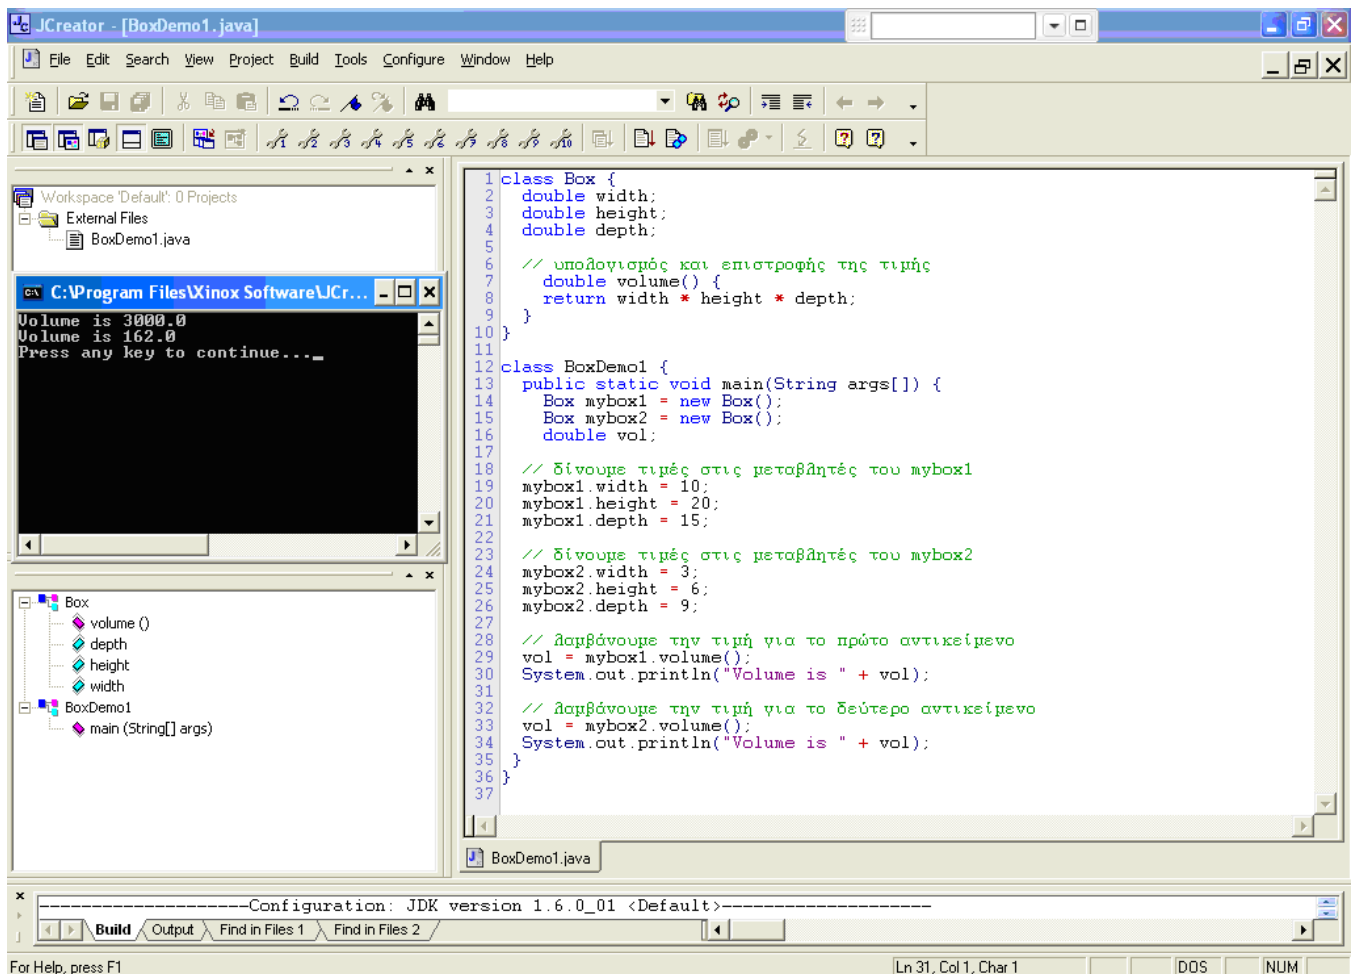 JCreator - [BoxDemo1.java]
File Edit Search View Project Build Tools Configure Window Help
Workspace 'Default': 0 Projects
External Files
BoxDemo1.java
C:\Program Files\Xinox Software\JCr...
Volume is 3000.0
Volume is 162.0
Press any key to continue..._
Box
volume ()
depth
height
width
BoxDemo1
main (String[] args)
1 class Box {
2 double width;
3 double height;
4 double depth;
5
6 // υπολογισμός και επιστροφής της τιμής
7 double volume() {
8 return width * height * depth;
9 }
10 }
11
12 class BoxDemo1 {
13 public static void main(String args[]) {
14 Box mybox1 = new Box();
15 Box mybox2 = new Box();
16 double vol;
17
18 // δίνουμε τιμές στις μεταβλητές του mybox1
19 mybox1.width = 10;
20 mybox1.height = 20;
21 mybox1.depth = 15;
22
23 // δίνουμε τιμές στις μεταβλητές του mybox2
24 mybox2.width = 3;
25 mybox2.height = 6;
26 mybox2.depth = 9;
27
28 // λαμβάνουμε την τιμή για το πρώτο αντικείμενο
29 vol = mybox1.volume();
30 System.out.println("Volume is " + vol);
31
32 // λαμβάνουμε την τιμή για το δεύτερο αντικείμενο
33 vol = mybox2.volume();
34 System.out.println("Volume is " + vol);
35 }
36 }
37
BoxDemo1.java
--------------------Configuration: JDK version 1.6.0_01 <Default>--------------------
Build Output Find in Files 1 Find in Files 2
For Help, press F1 Ln 31, Col 1, Char 1 DOS NUM